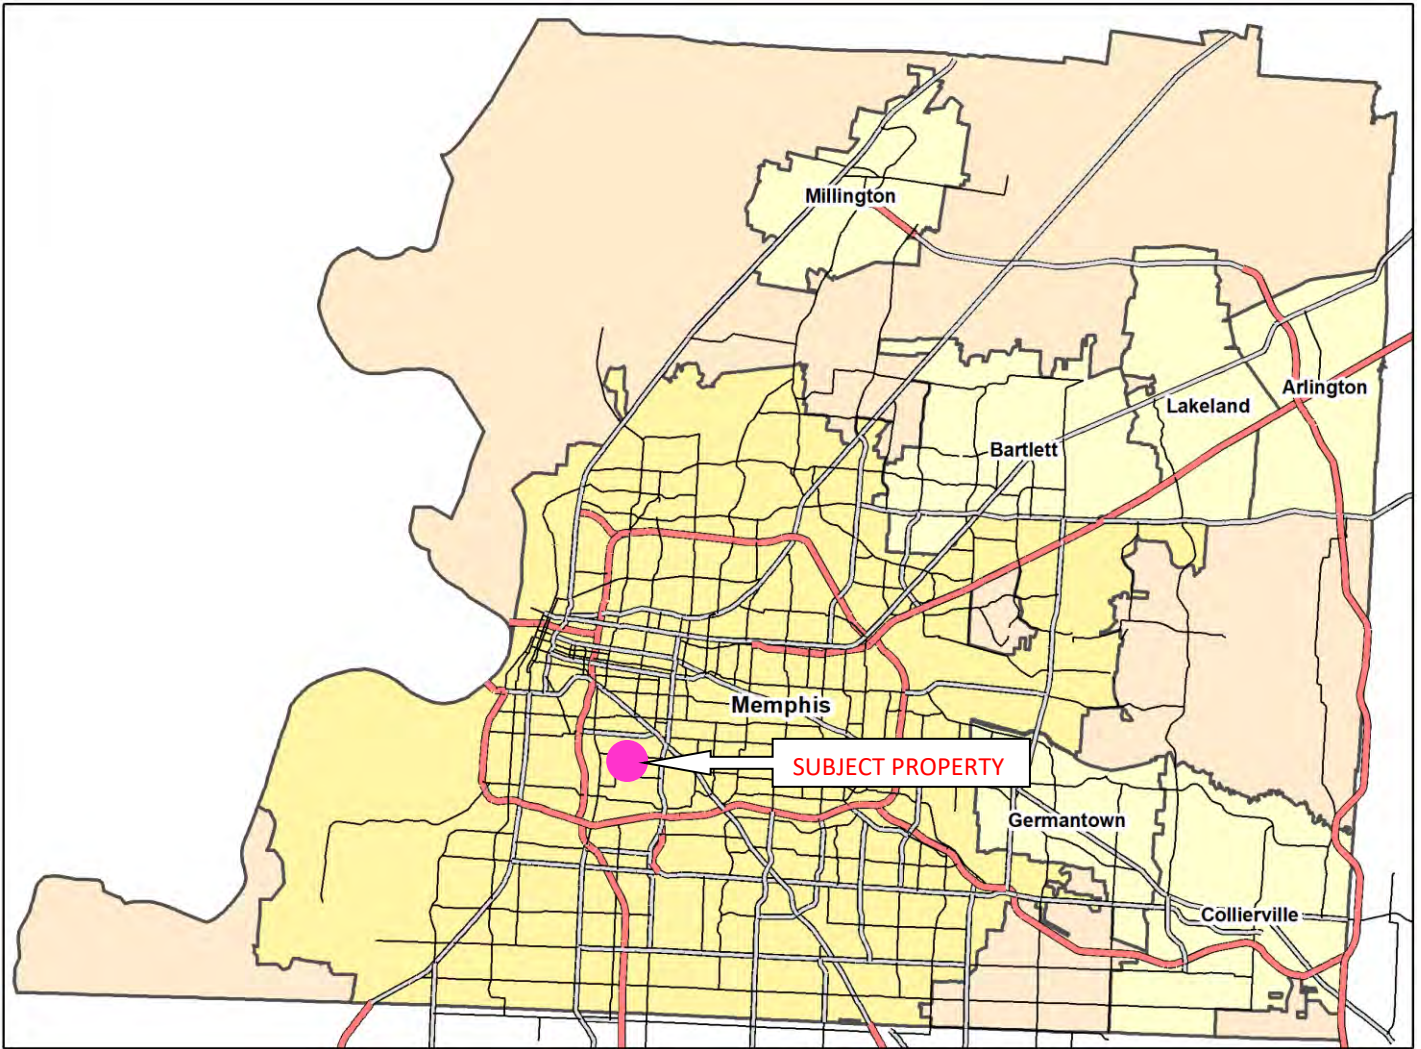 Millington
Arlington
Lakeland
Bartlett
Memphis
SUBJECT PROPERTY
Germantown
Collierville